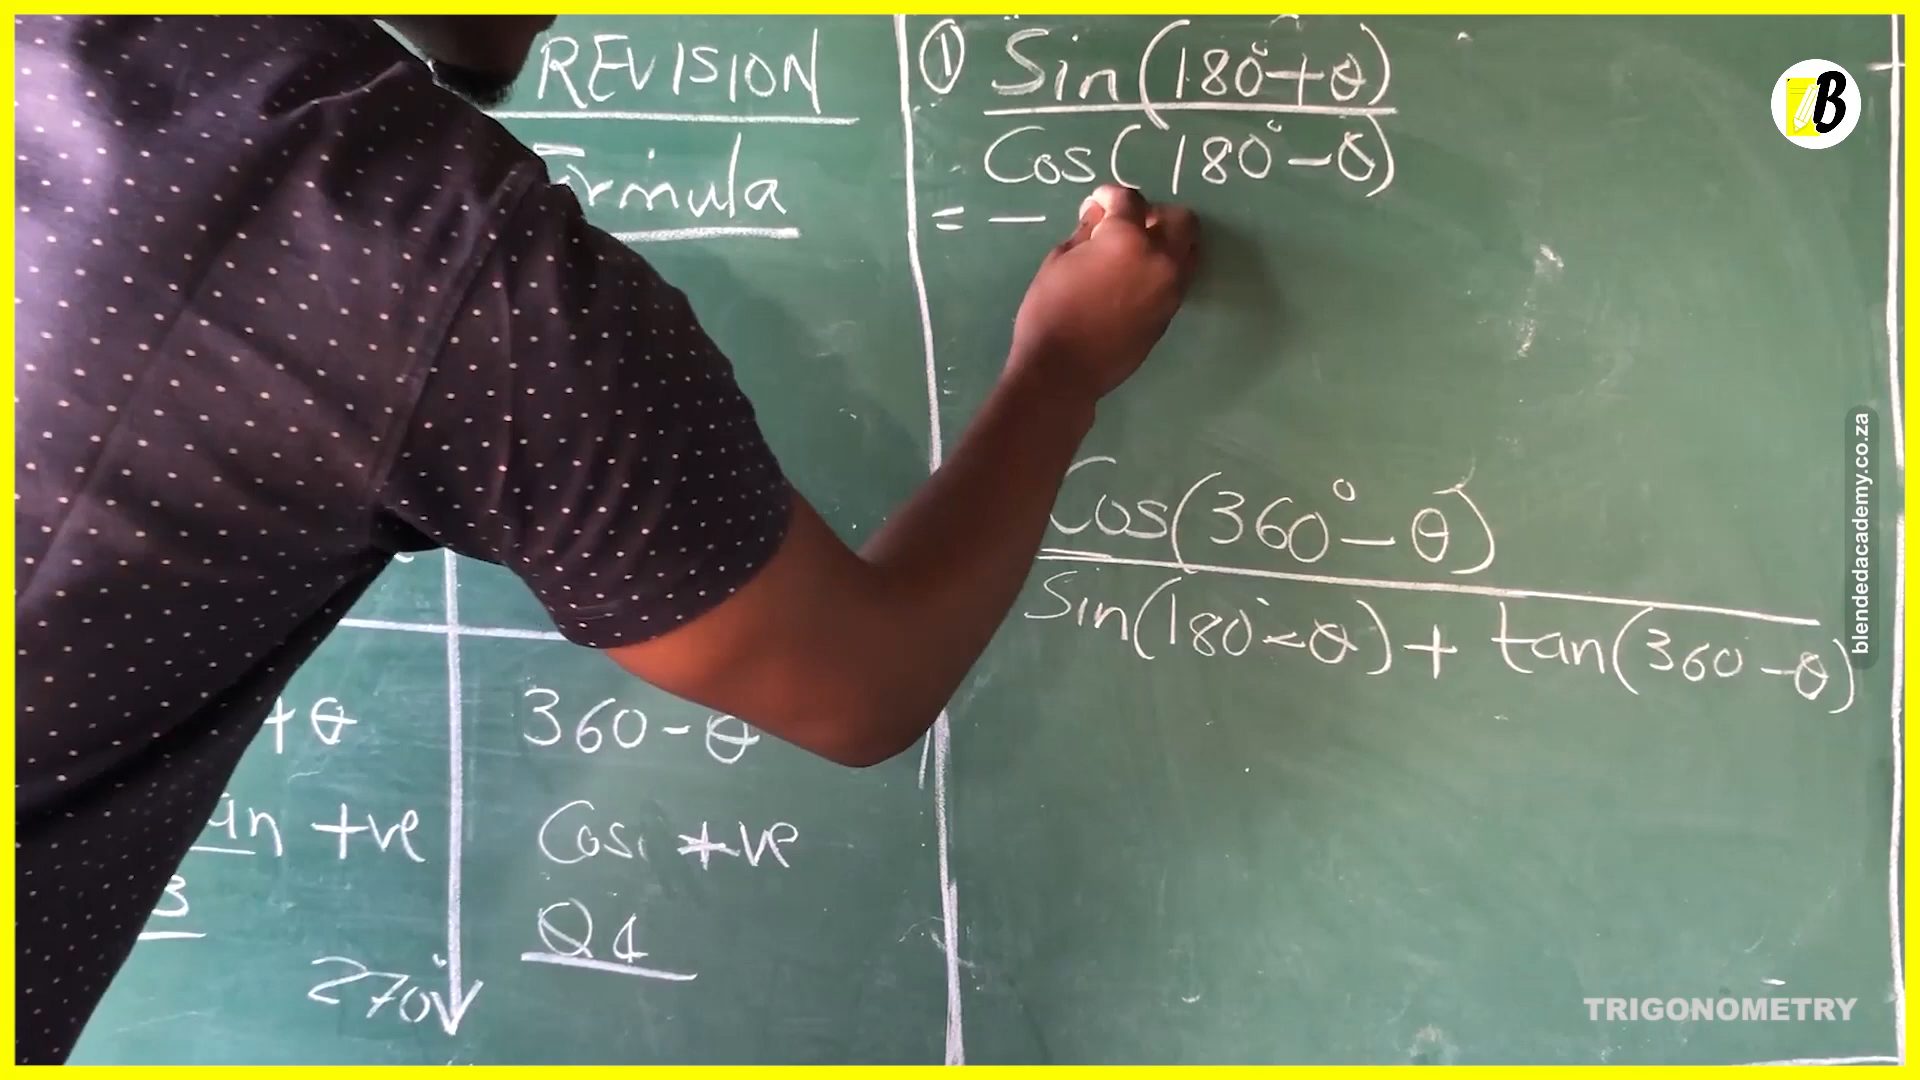 REVISION
Formula
① Sin(180°+θ)
Cos(180°-θ)
= -
Cos(360°-θ)
Sin(180°-θ) + tan(360-θ)
+θ
+ve
3
270°
360-θ
Cos +ve
Q4
B
blendedacademy.co.za
TRIGONOMETRY